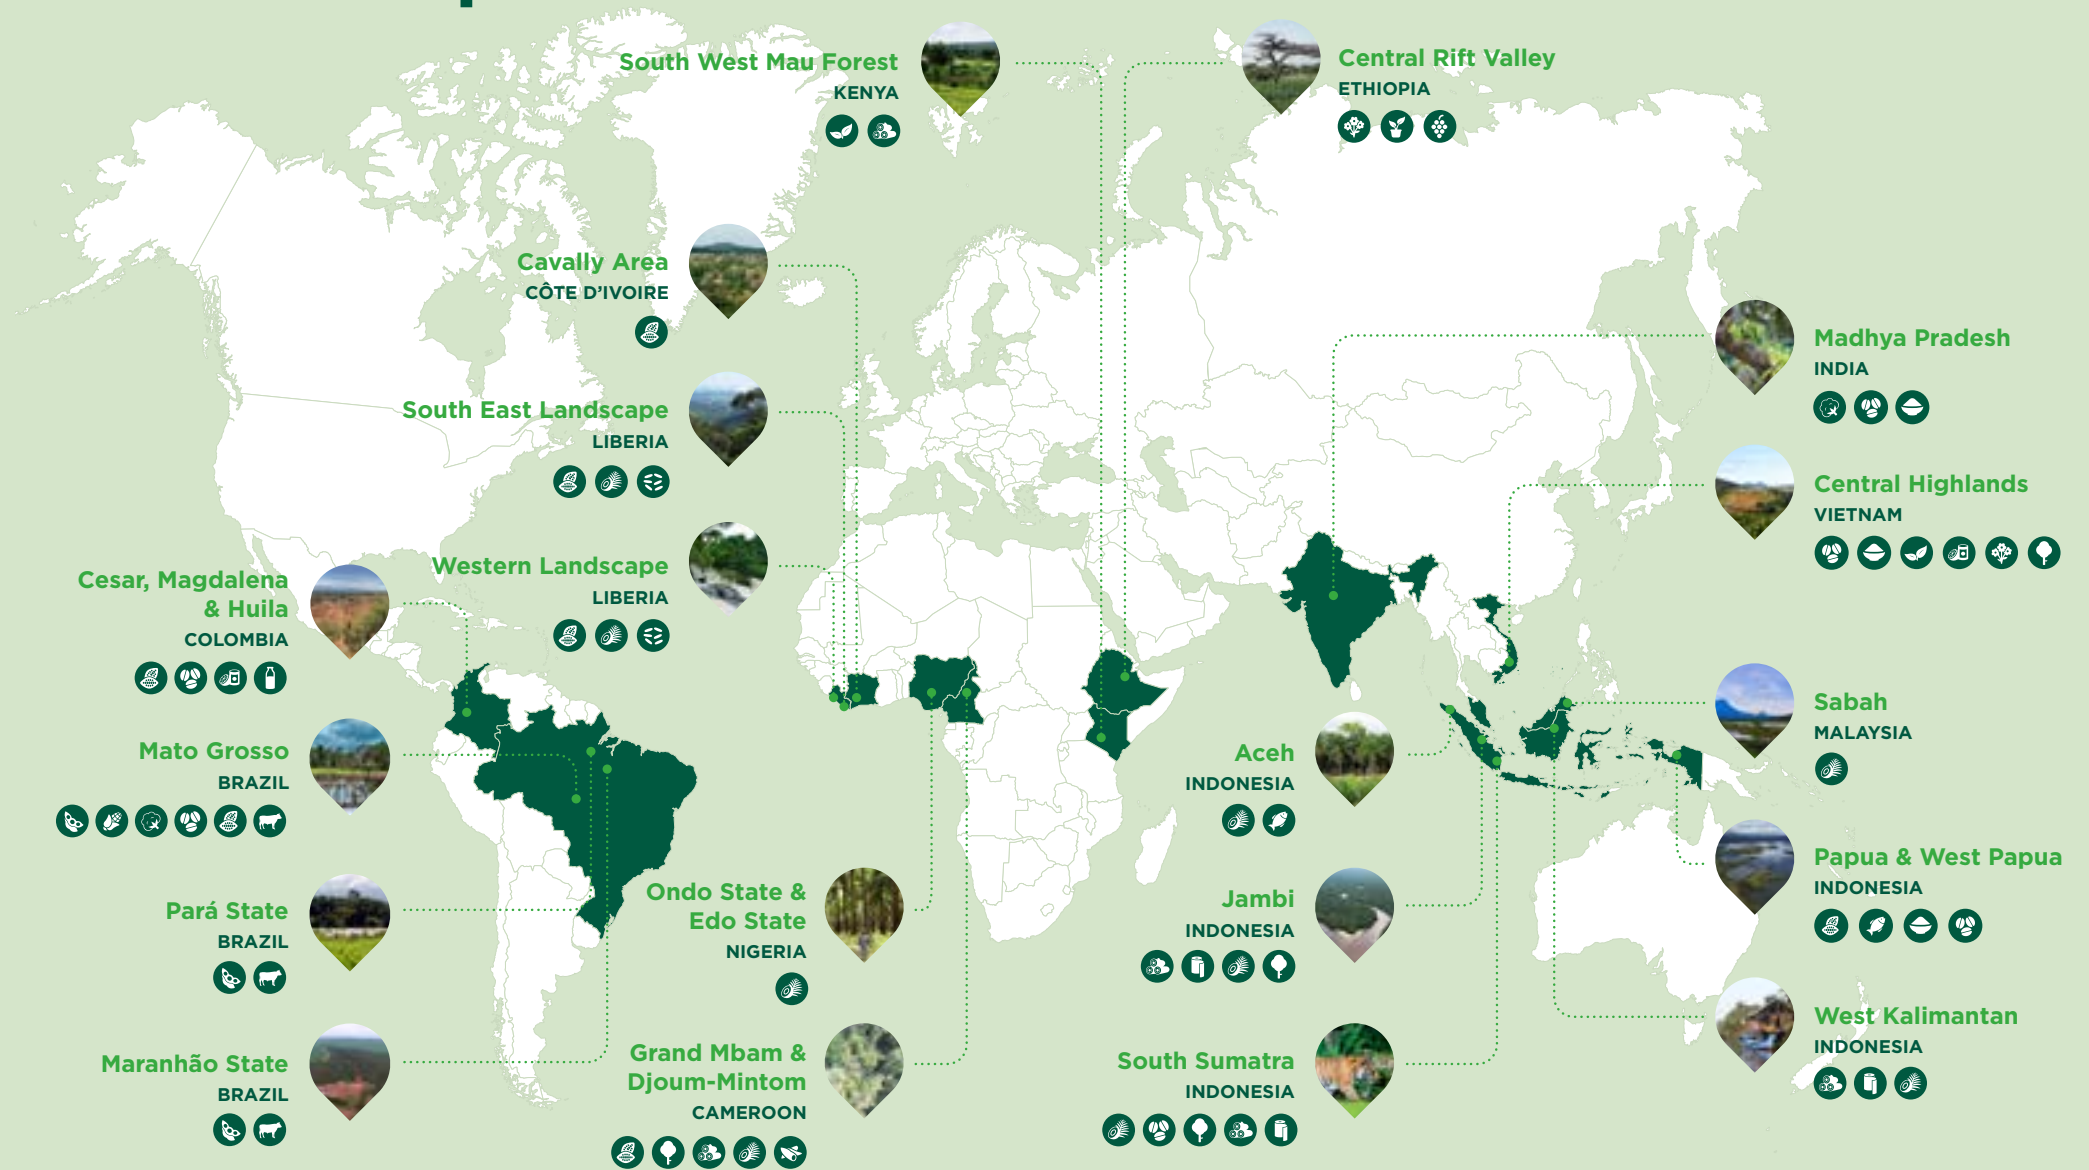 South West Mau Forest
KENYA
Central Rift Valley
ETHIOPIA
Cavally Area
CÔTE D'IVOIRE
South East Landscape
LIBERIA
Western Landscape
LIBERIA
Cesar, Magdalena
& Huila
COLOMBIA
Mato Grosso
BRAZIL
Pará State
BRAZIL
Maranhão State
BRAZIL
Ondo State &
Edo State
NIGERIA
Grand Mbam &
Djoum-Mintom
CAMEROON
Madhya Pradesh
INDIA
Central Highlands
VIETNAM
Sabah
MALAYSIA
Aceh
INDONESIA
Papua & West Papua
INDONESIA
Jambi
INDONESIA
West Kalimantan
INDONESIA
South Sumatra
INDONESIA